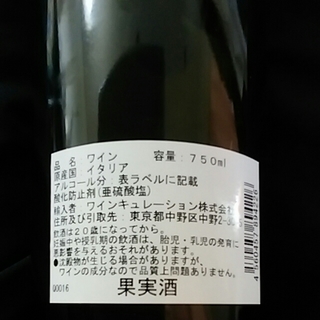 品 名 ワイン 容量：750ml
原産国：イタリア
アルコール分：表ラベルに記載
酸化防止剤(亜硫酸塩)
輸入者 ワインキュレーション株式会
住所及び引取先：東京都中野区中野2-30
飲酒は20歳になってから。
妊娠中や授乳期の飲酒は、胎児・乳児の発育に
悪影響を与えるおそれがあります。
●沈殿物が生じる場合がありますが、
ワインの成分なので品質上問題ありません。
00016
果実酒